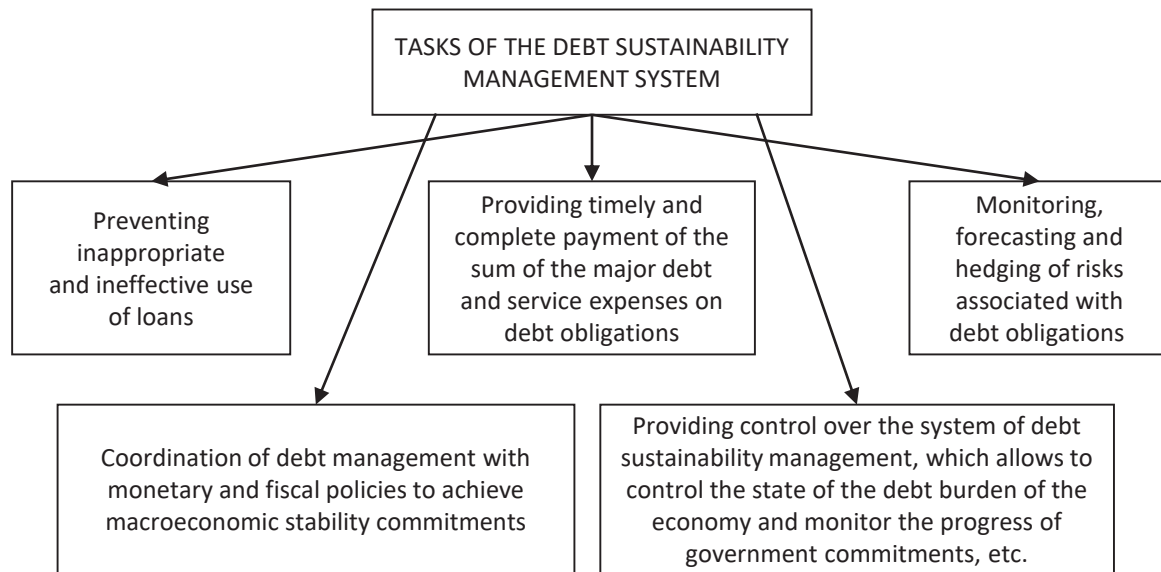 TASKS OF THE DEBT SUSTAINABILITY
MANAGEMENT SYSTEM
Preventing
inappropriate
and ineffective use
of loans
Providing timely and
complete payment of the
sum of the major debt
and service expenses on
debt obligations
Monitoring,
forecasting and
hedging of risks
associated with
debt obligations
Coordination of debt management with
monetary and fiscal policies to achieve
macroeconomic stability commitments
Providing control over the system of debt
sustainability management, which allows to
control the state of the debt burden of the
economy and monitor the progress of
government commitments, etc.